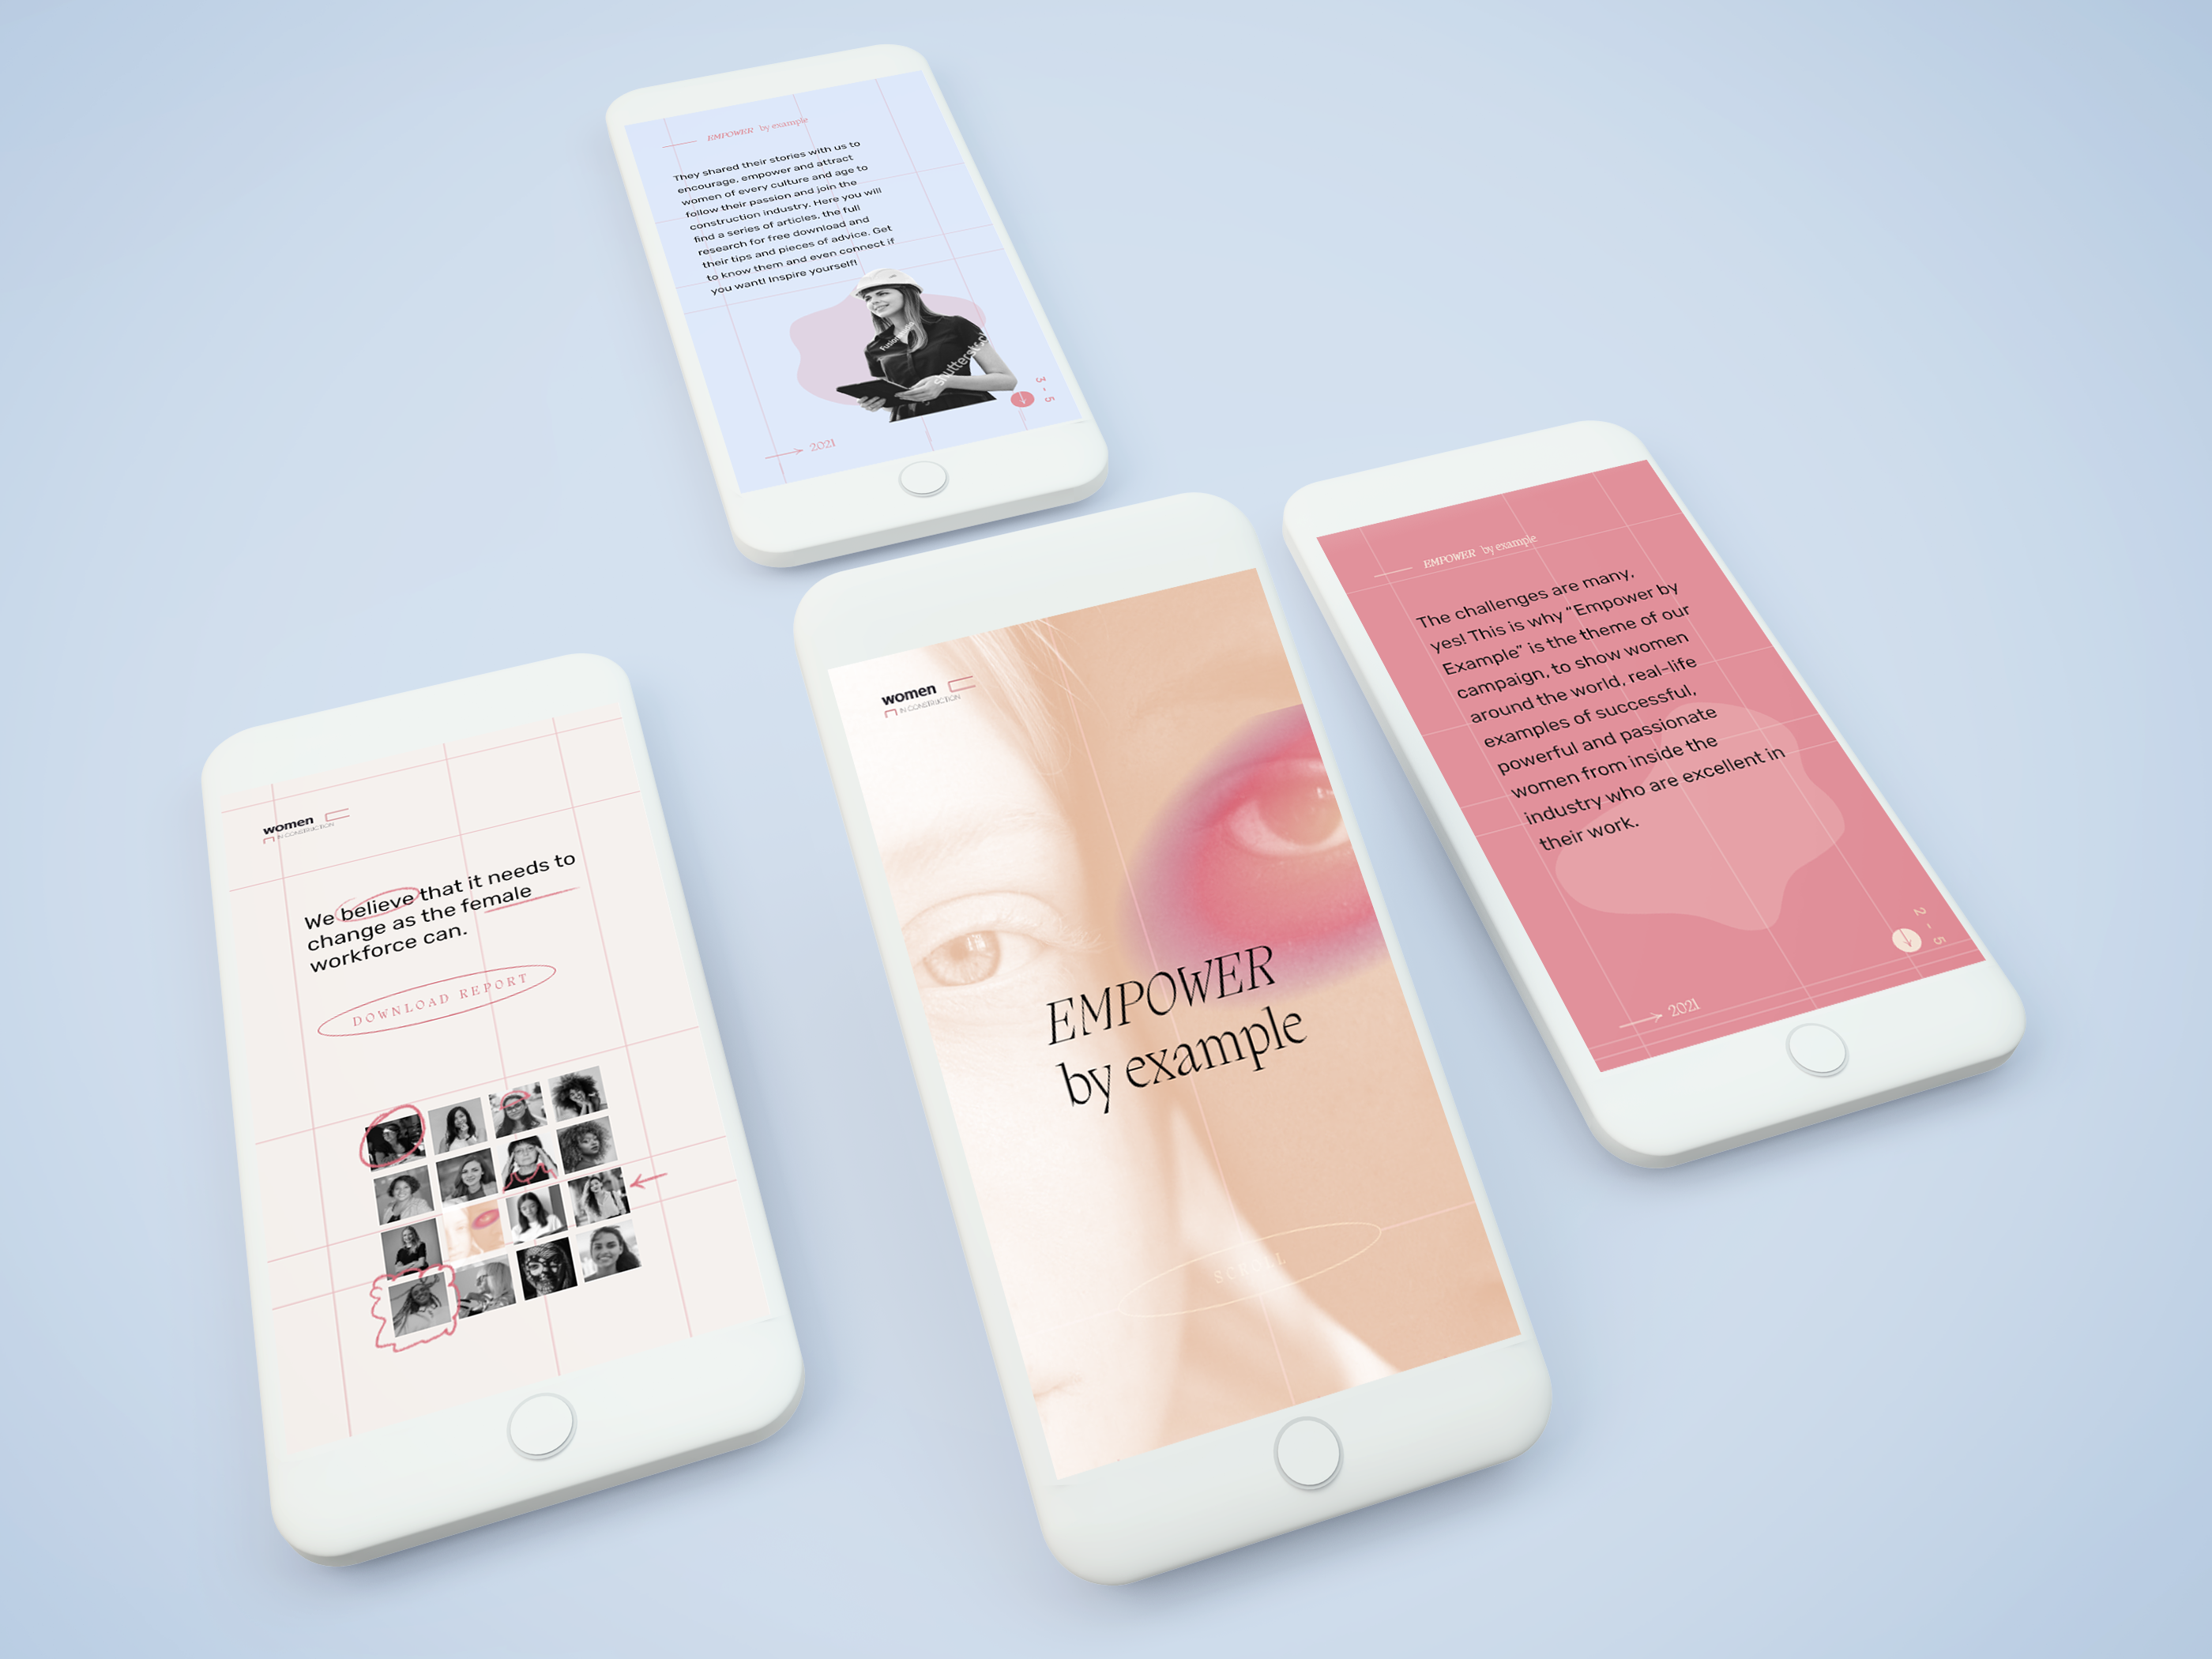 EMPOWER by example
They shared their stories with us to
encourage, empower and attract
women of every culture and age to
follow their passion and join the
construction industry. Here you will
find a series of articles, the full
research for free download and
their tips and pieces of advice. Get
to know them and even connect if
you want! Inspire yourself!
Fusion
shutterstoc
3 - 5
2021
EMPOWER by example
The challenges are many,
yes! This is why "Empower by
Example" is the theme of our
campaign, to show women
around the world, real-life
examples of successful,
powerful and passionate
women from inside the
industry who are excellent in
their work.
2 - 5
2021
women
IN CONSTRUCTION
EMPOWER
by example
SCROLL
women
IN CONSTRUCTION
We believe that it needs to
change as the female
workforce can.
DOWNLOAD REPORT